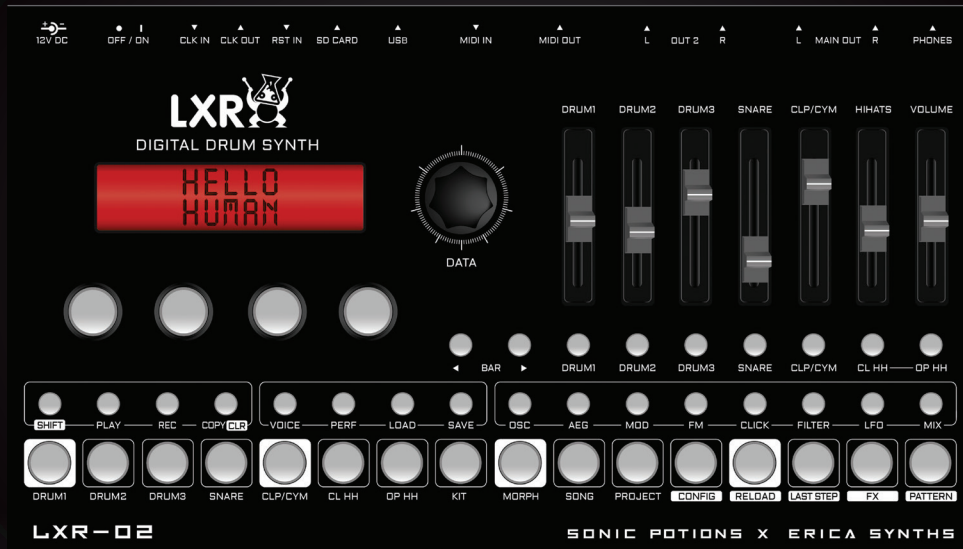 12V DC OFF / ON CLK IN CLK OUT RST IN SD CARD USB MIDI IN MIDI OUT L OUT 2 R L MAIN OUT R PHONES
LXR
DIGITAL DRUM SYNTH
HELLO
HUMAN
DATA
DRUM1 DRUM2 DRUM3 SNARE CLP/CYM HIHATS VOLUME
BAR DRUM1 DRUM2 DRUM3 SNARE CLP/CYM CL HH OP HH
SHIFT PLAY REC COPY CLR VOICE PERF LOAD SAVE OSC AEG MOD FM CLICK FILTER LFO MIX
DRUM1 DRUM2 DRUM3 SNARE CLP/CYM CL HH OP HH KIT MORPH SONG PROJECT CONFIG RELOAD LAST STEP FX PATTERN
LXR-02 SONIC POTIONS X ERICA SYNTHS